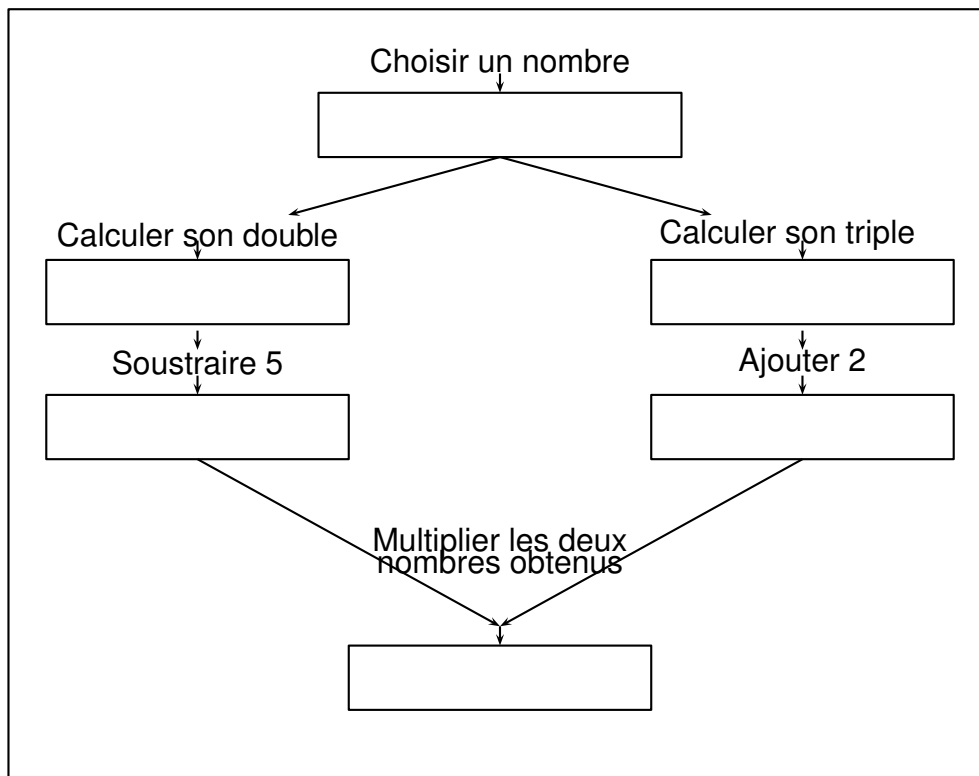 Choisir un nombre
Calculer son double
Calculer son triple
Soustraire 5
Ajouter 2
Multiplier les deux
nombres obtenus